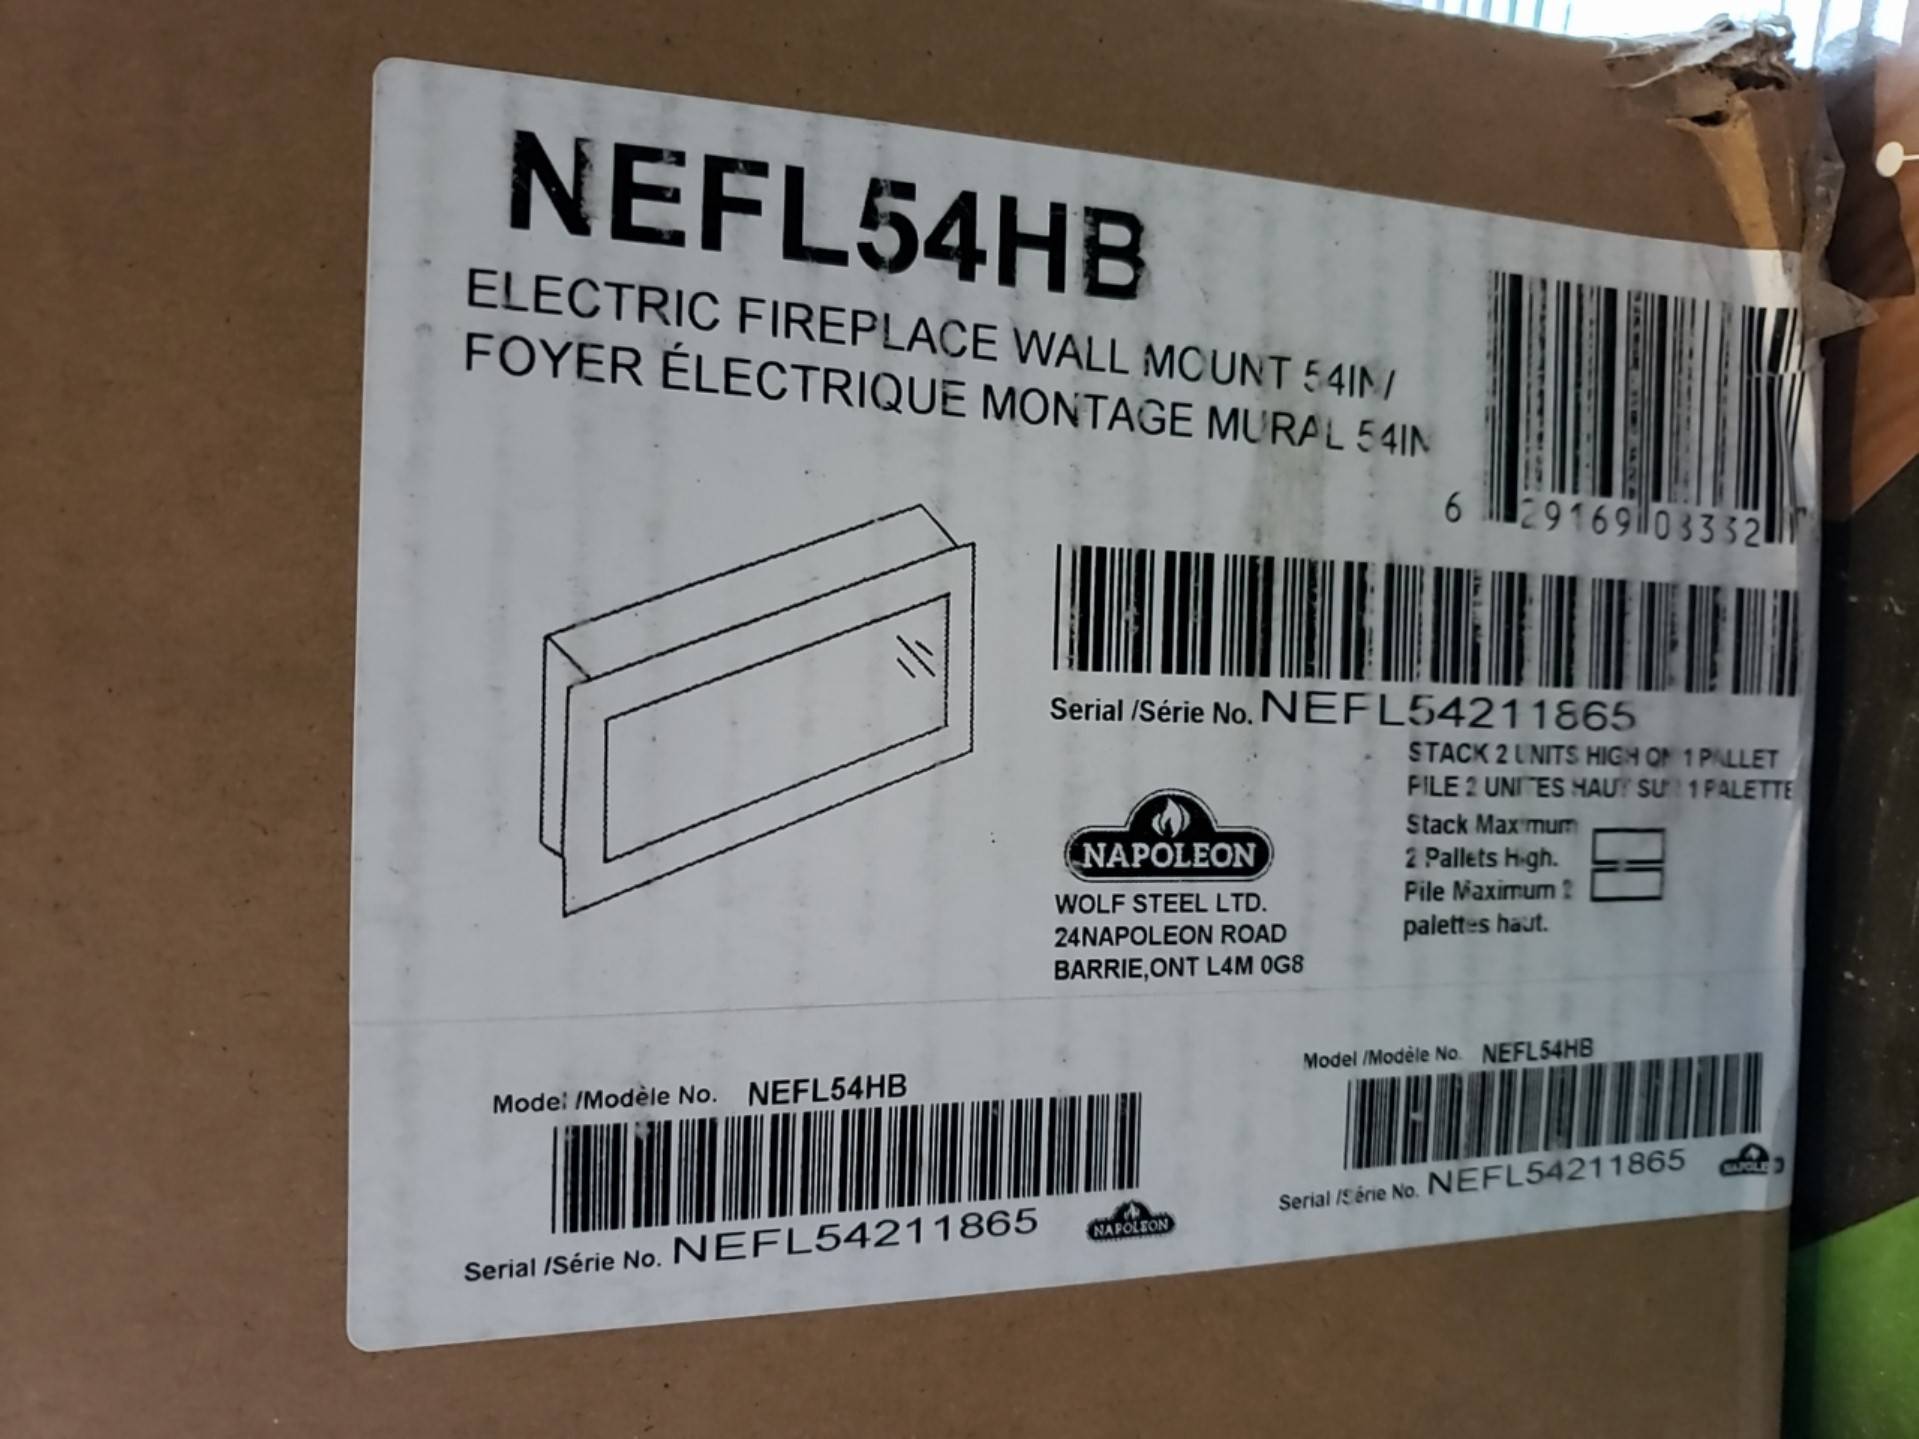 NEFL54HB
ELECTRIC FIREPLACE WALL MOUNT 54IN/
FOYER ÉLECTRIQUE MONTAGE MURAL 54IN
6 29169 03332
Serial /Série No. NEFL54211865
STACK 2 UNITS HIGH ON 1 PALLET
PILE 2 UNITES HAUT SUR 1 PALETTE
Stack Maximum
2 Pallets High.
Pile Maximum 2
palettes haut.
NAPOLEON
WOLF STEEL LTD.
24NAPOLEON ROAD
BARRIE,ONT L4M 0G8
Model /Modèle No. NEFL54HB
Serial /Série No. NEFL54211865
NAPOLEON
Model /Modèle No. NEFL54HB
Serial /Série No. NEFL54211865
NAPOLEON